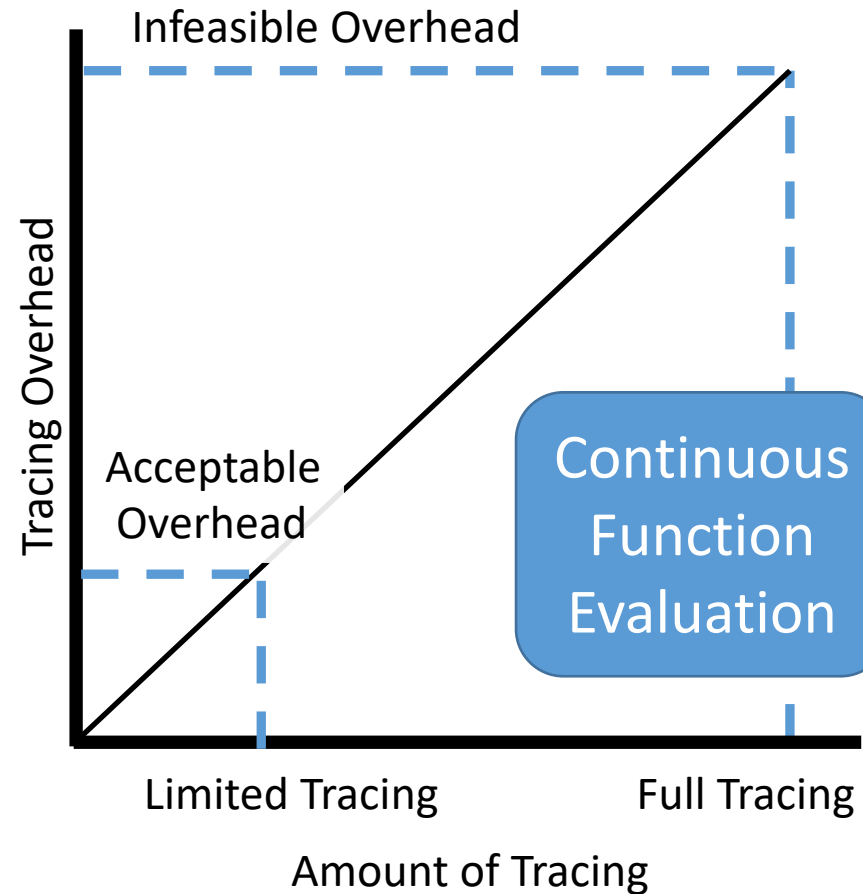 Infeasible Overhead
Tracing Overhead
Acceptable
Overhead
Continuous
Function
Evaluation
Limited Tracing
Full Tracing
Amount of Tracing